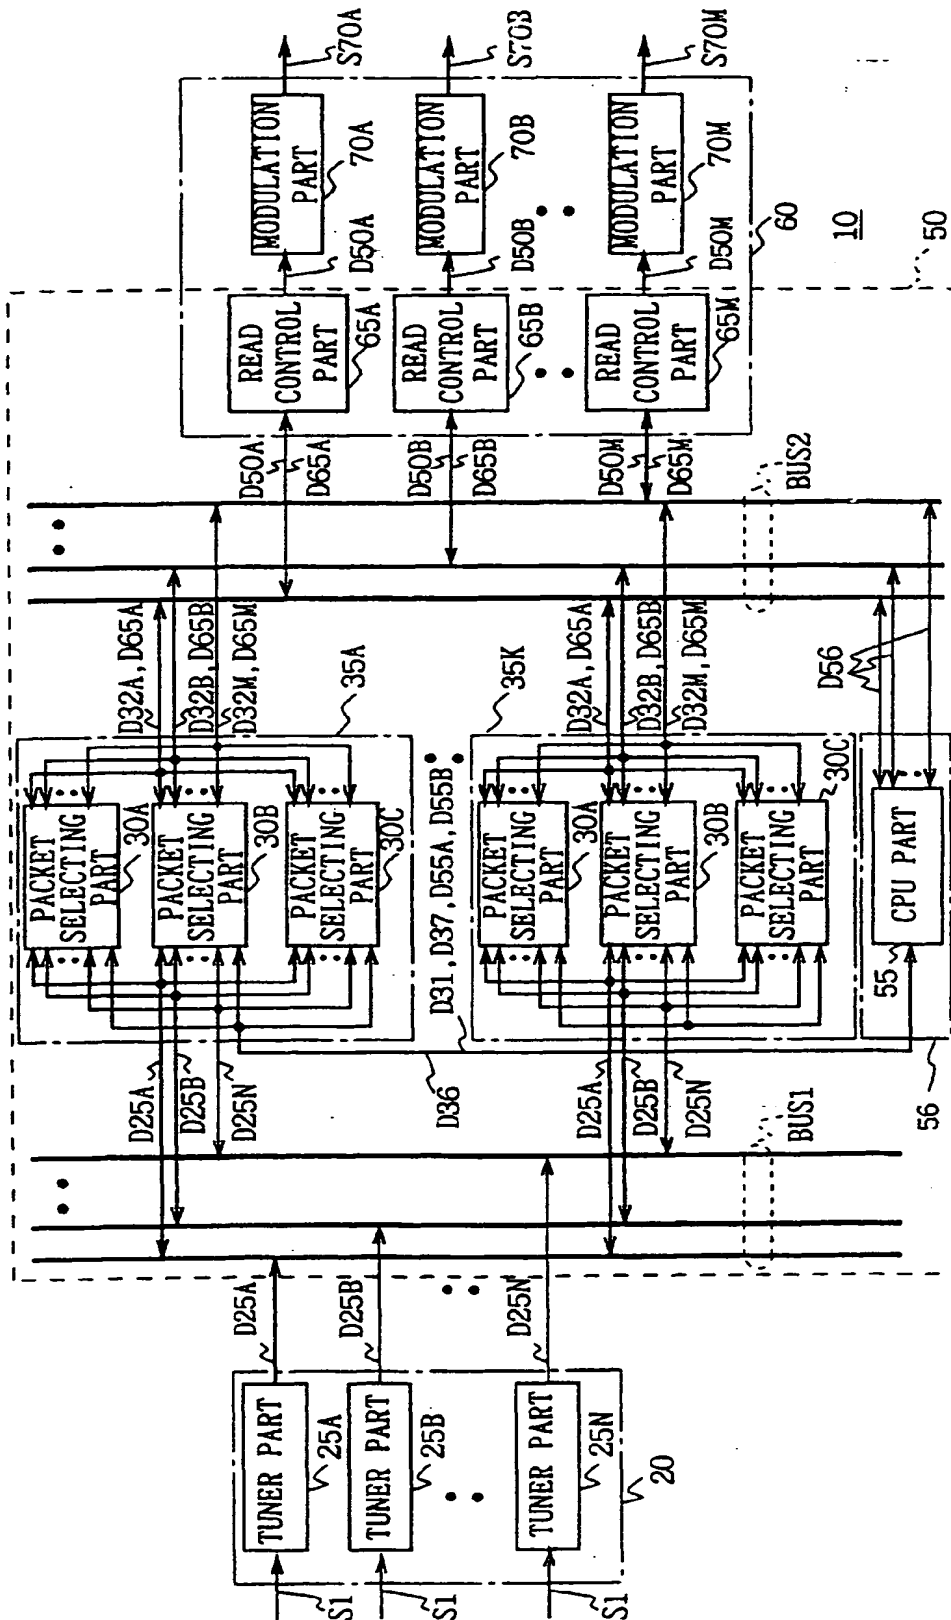 S1
S1
S1
TUNER PART
25A
TUNER PART
25B
TUNER PART
25N
20
D25A
D25B
D25N
BUS1
D25A
D25B
D25N
D36
D25A
D25B
D25N
PACKET
SELECTING
PART
30A
PACKET
SELECTING
PART
30B
PACKET
SELECTING
PART
30C
35A
D31, D37, D55A, D55B
PACKET
SELECTING
PART
30A
PACKET
SELECTING
PART
30B
PACKET
SELECTING
PART
30C
35K
CPU PART
55
56
D32A, D65A
D32B, D65B
D32M, D65M
D32A, D65A
D32B, D65B
D32M, D65M
D56
BUS2
D50A
D65A
D50B
D65B
D50M
D65M
READ
CONTROL
PART
65A
READ
CONTROL
PART
65B
READ
CONTROL
PART
65M
D50A
D50B
D50M
MODULATION
PART
70A
MODULATION
PART
70B
MODULATION
PART
70M
S70A
S70B
S70M
60
10
50